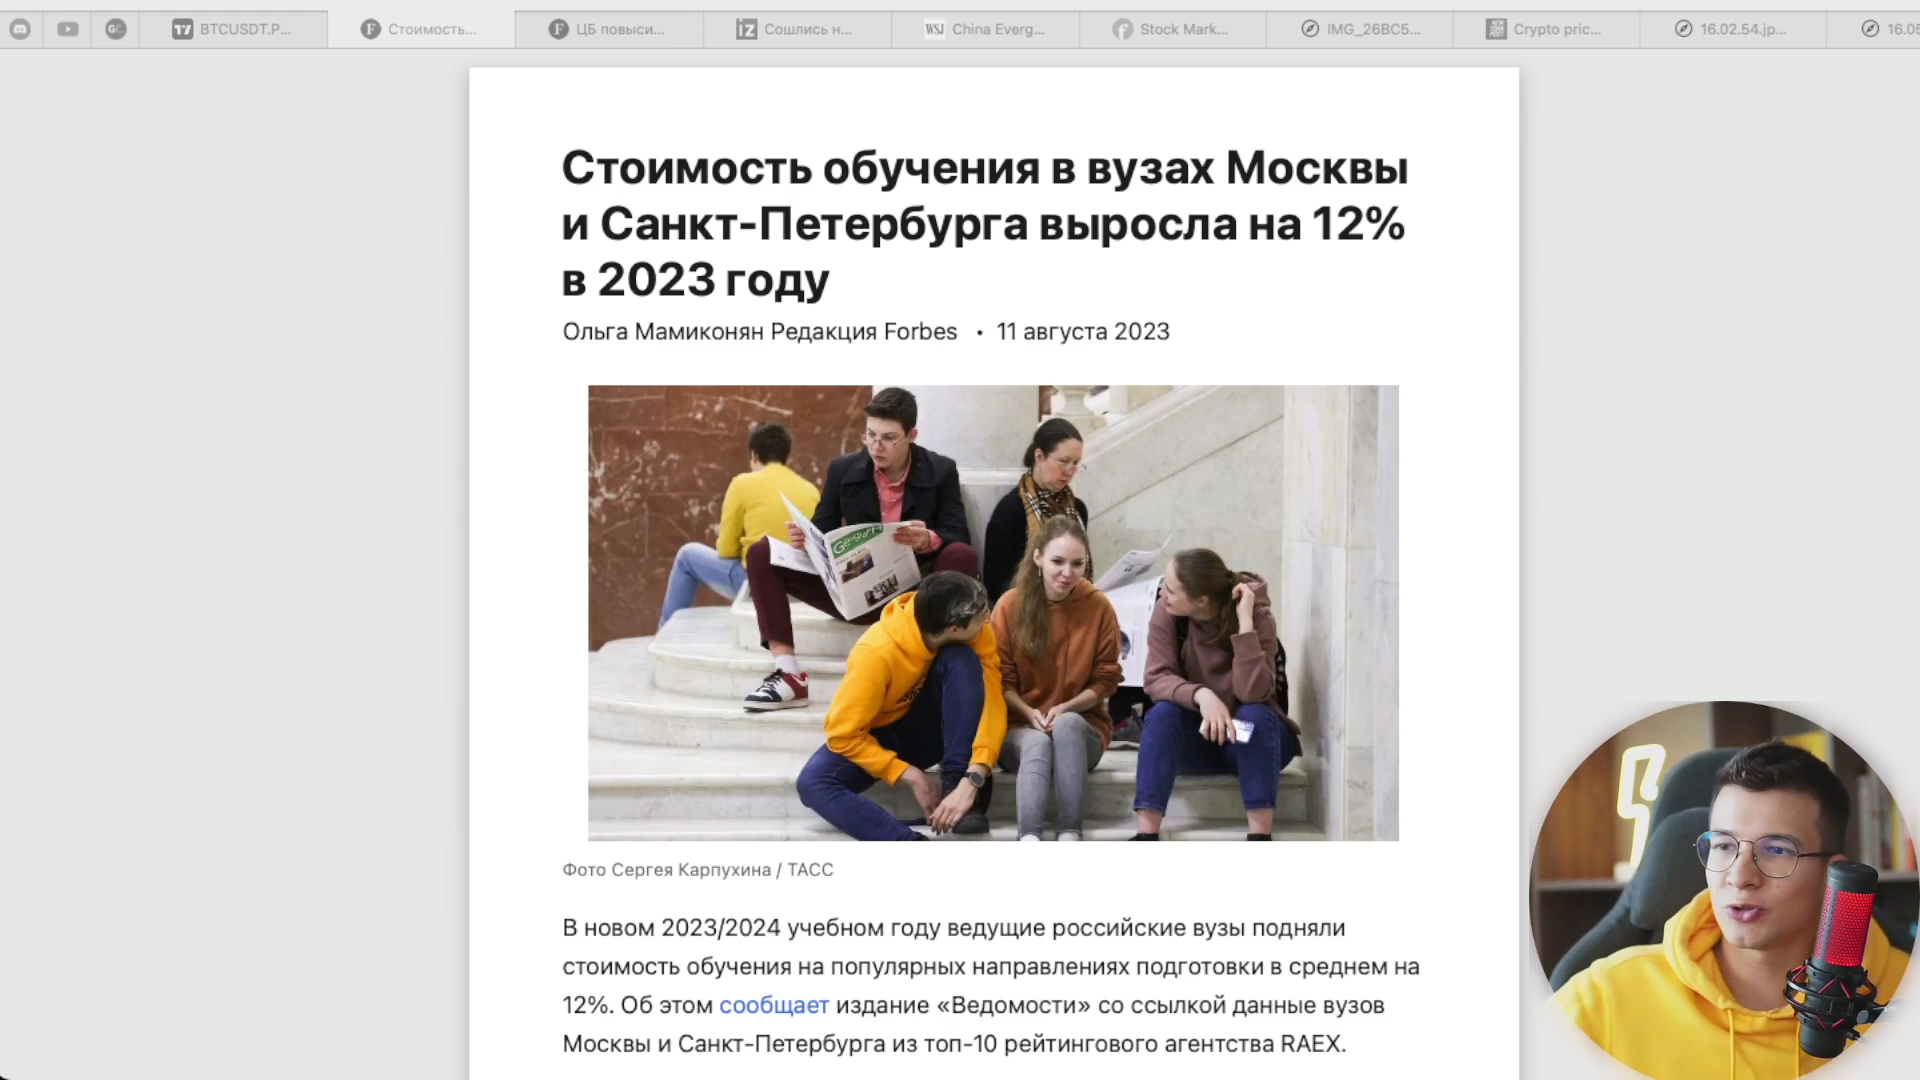 BTCUSDT.P...
Стоимость...
ЦБ повыси...
Сошлись н...
China Everg...
Stock Mark...
IMG_26BC5...
Crypto pric...
16.02.54.jp...
16.05
Стоимость обучения в вузах Москвы
и Санкт-Петербурга выросла на 12%
в 2023 году
Ольга Мамиконян Редакция Forbes • 11 августа 2023
Фото Сергея Карпухина / ТАСС
В новом 2023/2024 учебном году ведущие российские вузы подняли
стоимость обучения на популярных направлениях подготовки в среднем на
12%. Об этом сообщает издание «Ведомости» со ссылкой данные вузов
Москвы и Санкт-Петербурга из топ-10 рейтингового агентства RAEX.